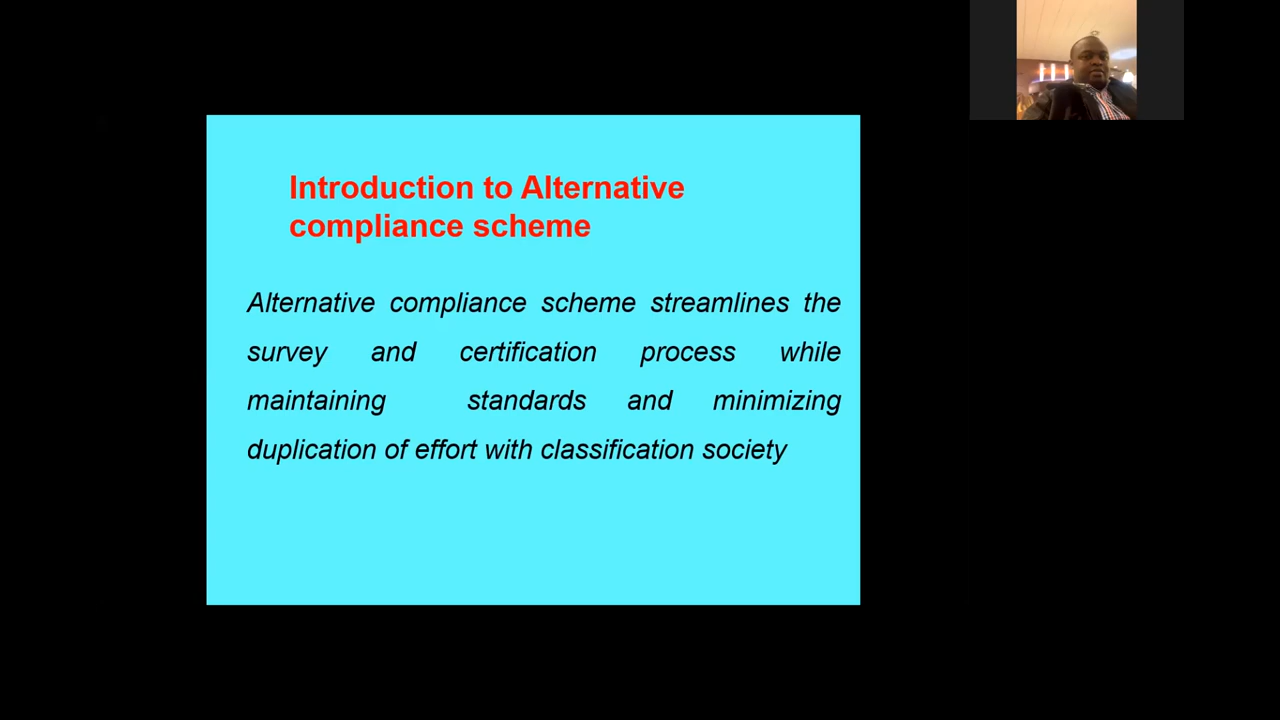 Introduction to Alternative
compliance scheme
Alternative compliance scheme streamlines the
survey and certification process while
maintaining standards and minimizing
duplication of effort with classification society